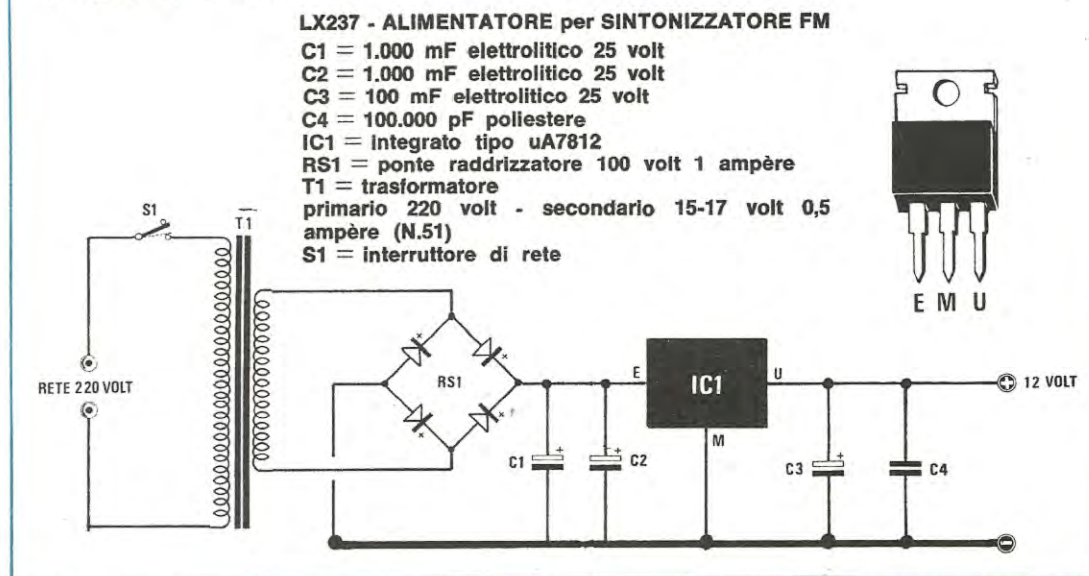 LX237 - ALIMENTATORE per SINTONIZZATORE FM
C1 = 1.000 mF elettrolitico 25 volt
C2 = 1.000 mF elettrolitico 25 volt
C3 = 100 mF elettrolitico 25 volt
C4 = 100.000 pF poliestere
IC1 = integrato tipo uA7812
RS1 = ponte raddrizzatore 100 volt 1 ampère
T1 = trasformatore
primario 220 volt - secondario 15-17 volt 0,5
ampère (N.51)
S1 = interruttore di rete
E M U
S1
T1
RETE 220 VOLT
RS1
C1 +
C2 +
E
IC1
U
M
C3 +
C4
+ 12 VOLT
-